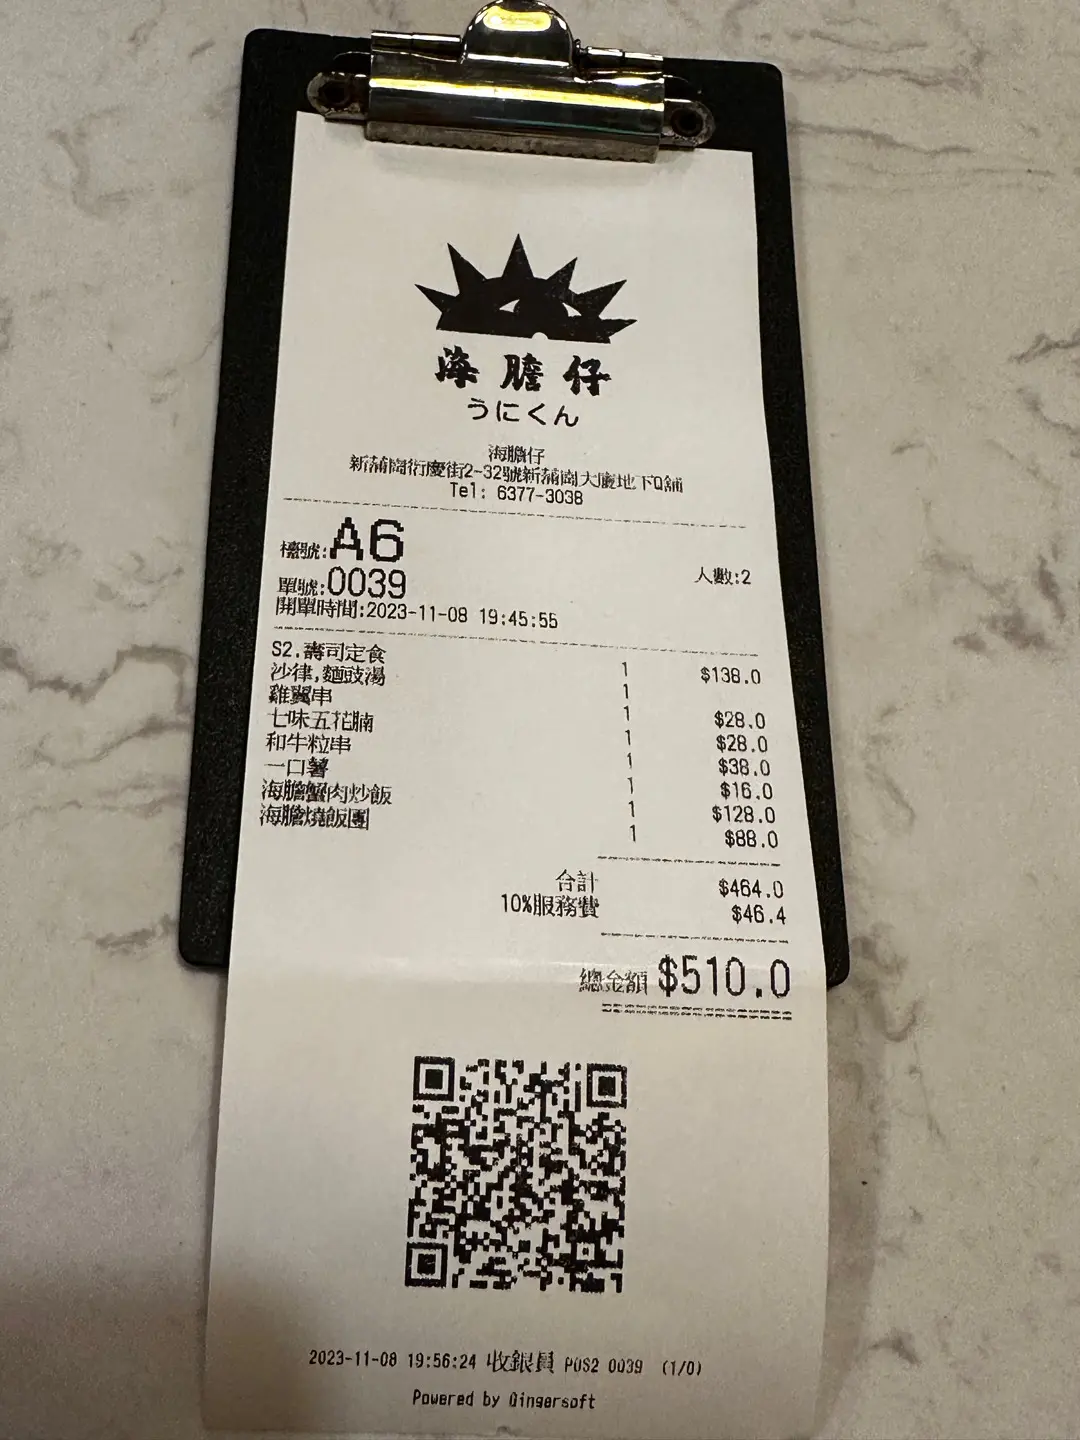 海膽仔
うにくん
海膽仔
新蒲崗衍慶街2-32號新蒲崗大廈地下Q舖
Tel: 6377-3038
檯號:A6 人數:2
單號:0039
開單時間:2023-11-08 19:45:55
S2.壽司定食 1 $138.0
沙律,麵豉湯 1
雞翼串 1 $28.0
七味五花腩 1 $28.0
和牛粒串 1 $38.0
一口薯 1 $16.0
海膽蟹肉炒飯 1 $128.0
海膽燒飯團 1 $88.0
合計 $464.0
10%服務費 $46.4
總金額 $510.0
2023-11-08 19:56:24 收銀員 POS2 0039 (1/0)
Powered by Gingersoft